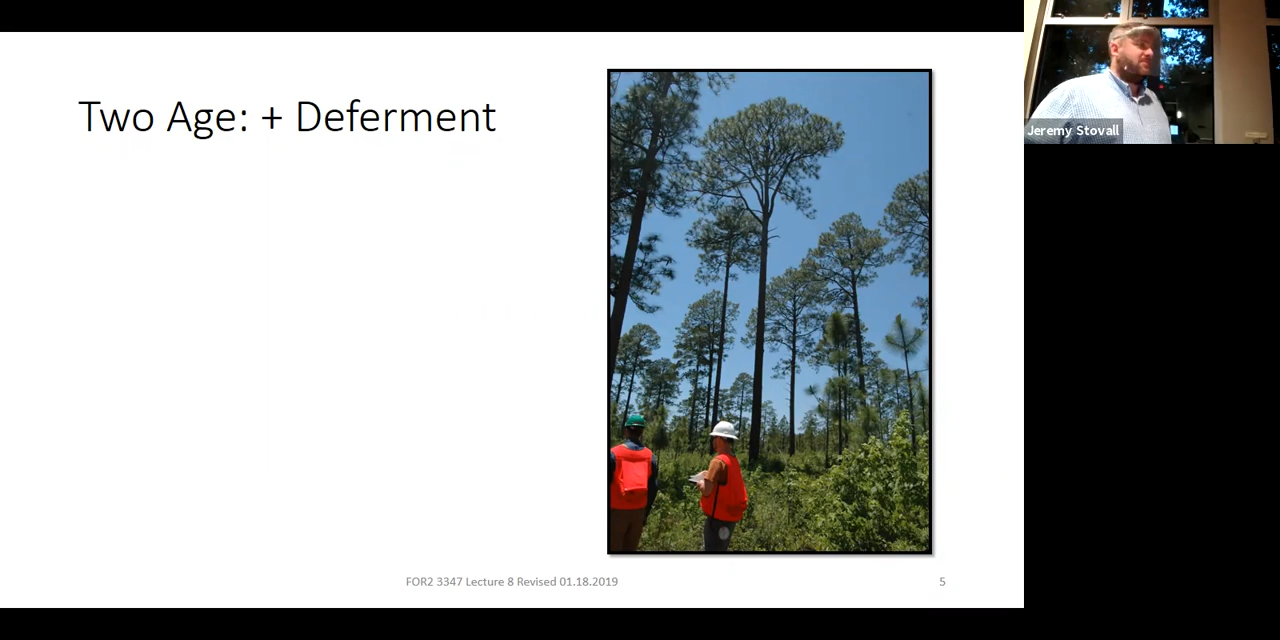 Two Age: + Deferment
Jeremy Stovall
FOR2 3347 Lecture 8 Revised 01.18.2019
5